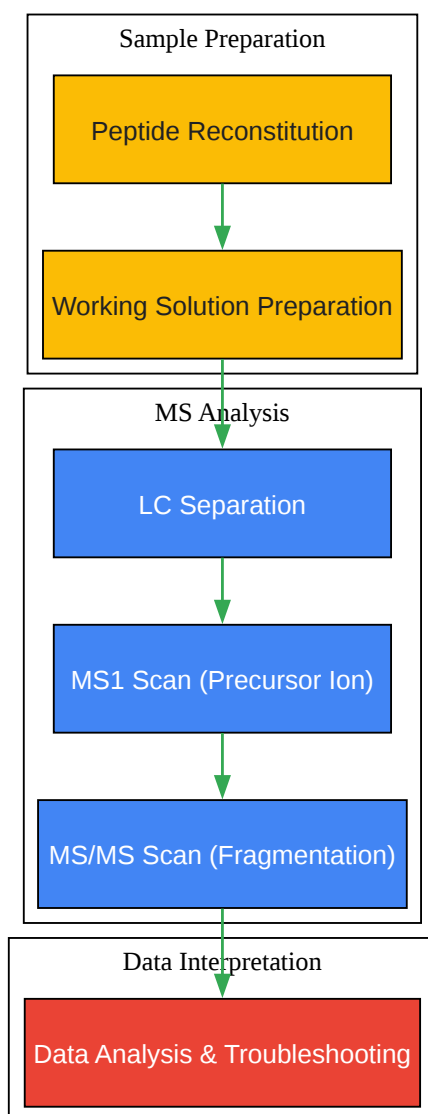 Sample Preparation
Peptide Reconstitution
Working Solution Preparation
MS Analysis
LC Separation
MS1 Scan (Precursor Ion)
MS/MS Scan (Fragmentation)
Data Interpretation
Data Analysis & Troubleshooting